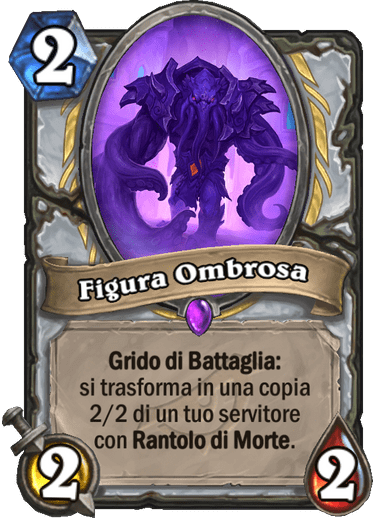 2
Figura Ombrosa
Grido di Battaglia:
si trasforma in una copia
2/2 di un tuo servitore
con Rantolo di Morte.
2
2